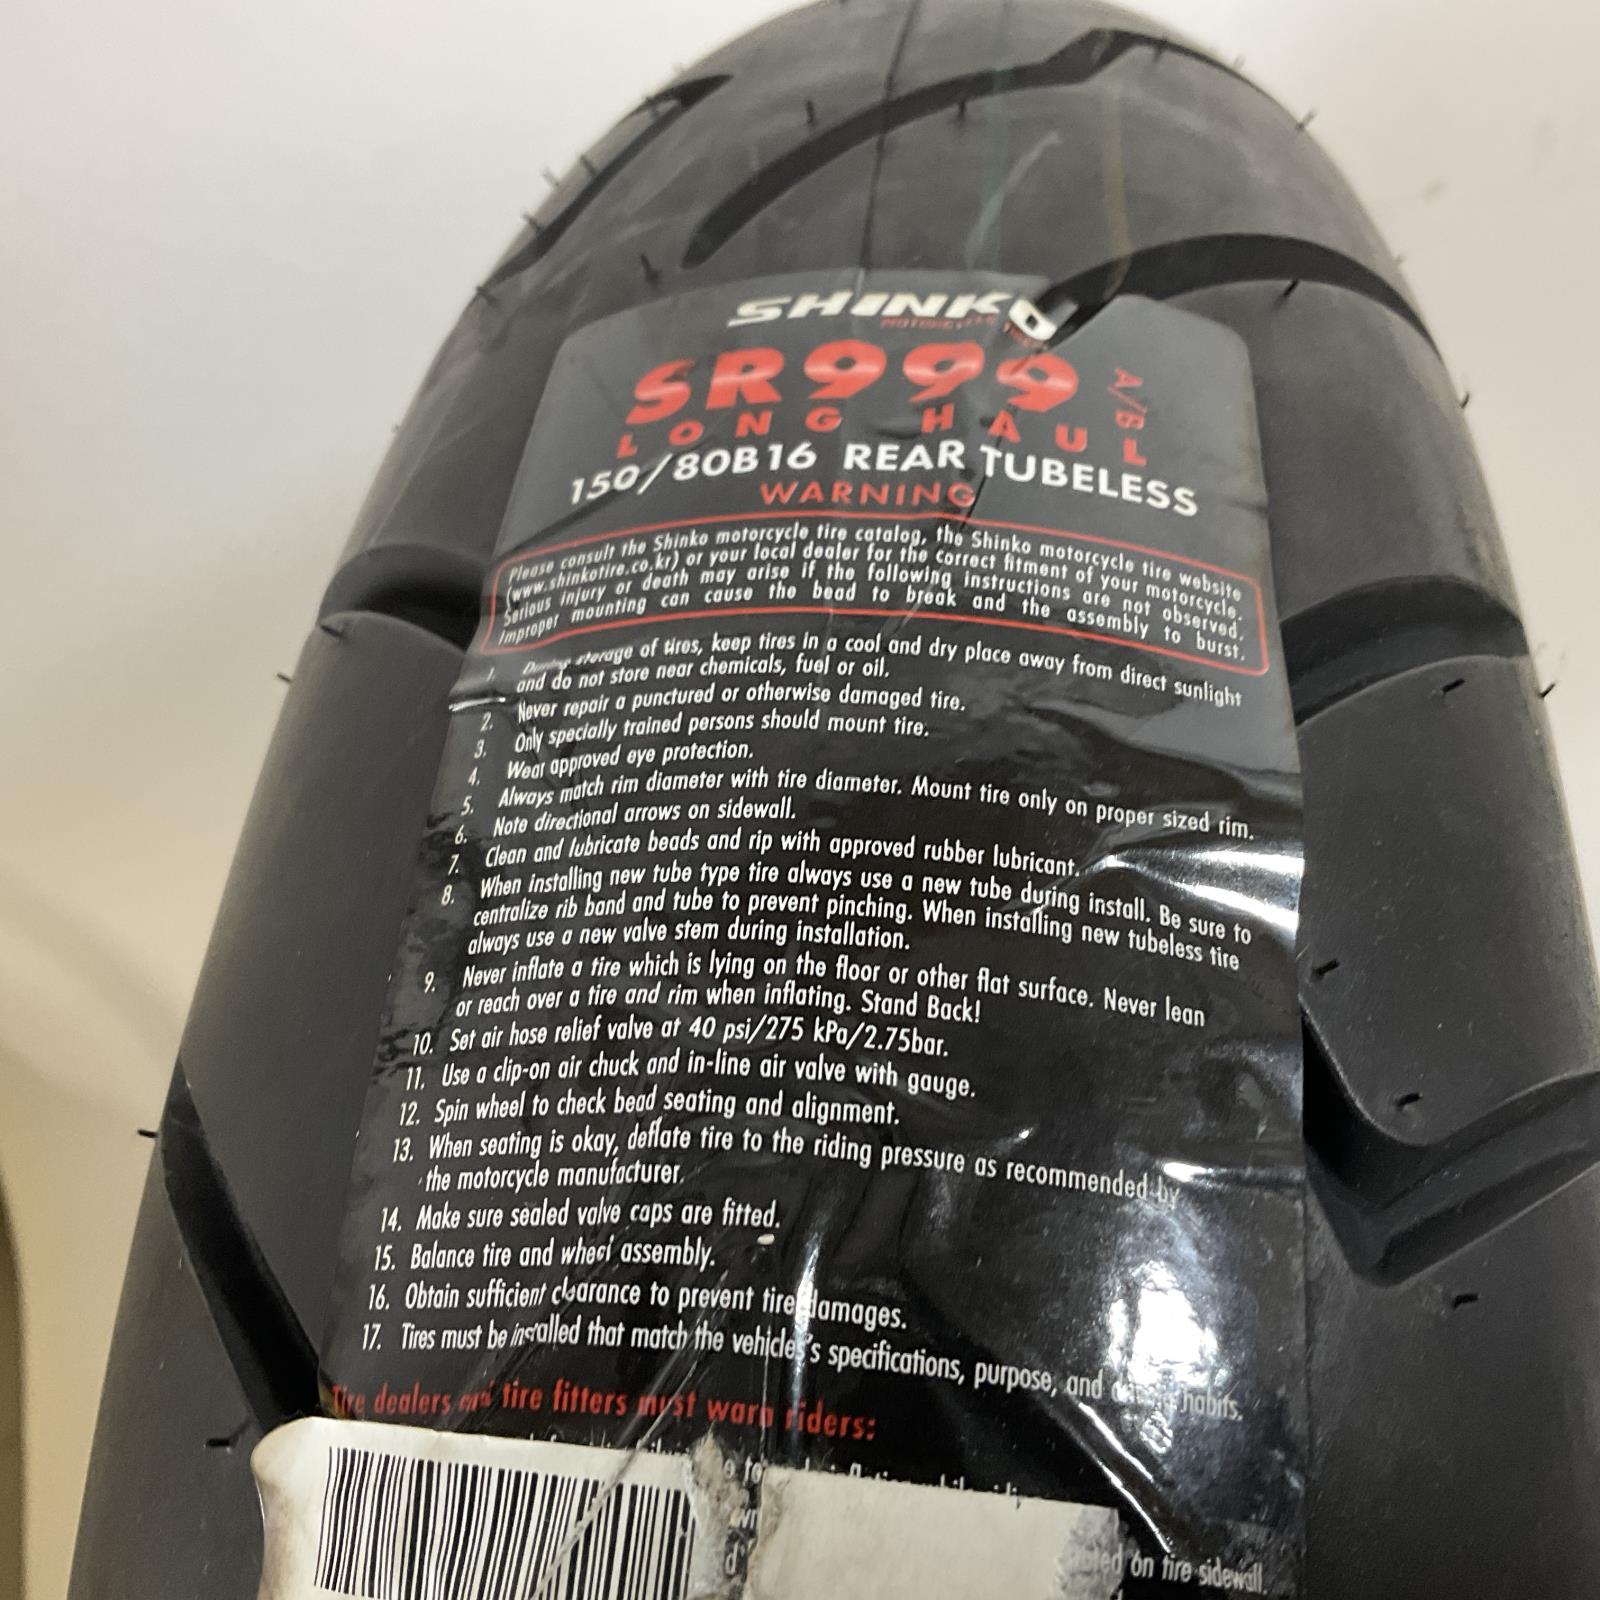 SHINKO
MOTORCYCLE TIRES
SR999 A/B
LONG HAUL
150/80B16 REAR TUBELESS
WARNING
Please consult the Shinko motorcycle tire catalog, the Shinko motorcycle tire website
(www.shinkotire.co.kr) or your local dealer for the correct fitment of your motorcycle.
Serious injury or death may arise if the following instructions are not observed.
Improper mounting can cause the bead to break and the assembly to burst.
1. During storage of tires, keep tires in a cool and dry place away from direct sunlight
and do not store near chemicals, fuel or oil.
2. Never repair a punctured or otherwise damaged tire.
3. Only specially trained persons should mount tire.
4. Wear approved eye protection.
5. Always match rim diameter with tire diameter. Mount tire only on proper sized rim.
6. Note directional arrows on sidewall.
7. Clean and lubricate beads and rip with approved rubber lubricant.
8. When installing new tube type tire always use a new tube during install. Be sure to
centralize rib band and tube to prevent pinching. When installing new tubeless tire
always use a new valve stem during installation.
9. Never inflate a tire which is lying on the floor or other flat surface. Never lean
or reach over a tire and rim when inflating. Stand Back!
10. Set air hose relief valve at 40 psi/275 kPa/2.75bar.
11. Use a clip-on air chuck and in-line air valve with gauge.
12. Spin wheel to check bead seating and alignment.
13. When seating is okay, deflate tire to the riding pressure as recommended by
the motorcycle manufacturer.
14. Make sure sealed valve caps are fitted.
15. Balance tire and wheel assembly.
16. Obtain sufficient clearance to prevent tire damages.
17. Tires must be installed that match the vehicle's specifications, purpose, and habits.
Tire dealers and tire fitters must warn riders:
on tire sidewall.